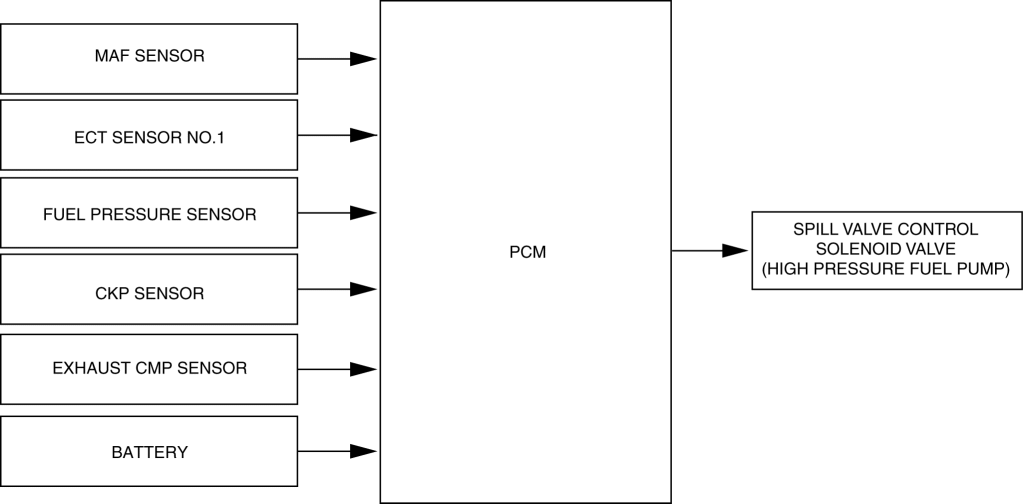 MAF SENSOR
ECT SENSOR NO.1
FUEL PRESSURE SENSOR
CKP SENSOR
EXHAUST CMP SENSOR
BATTERY
PCM
SPILL VALVE CONTROL
SOLENOID VALVE
(HIGH PRESSURE FUEL PUMP)